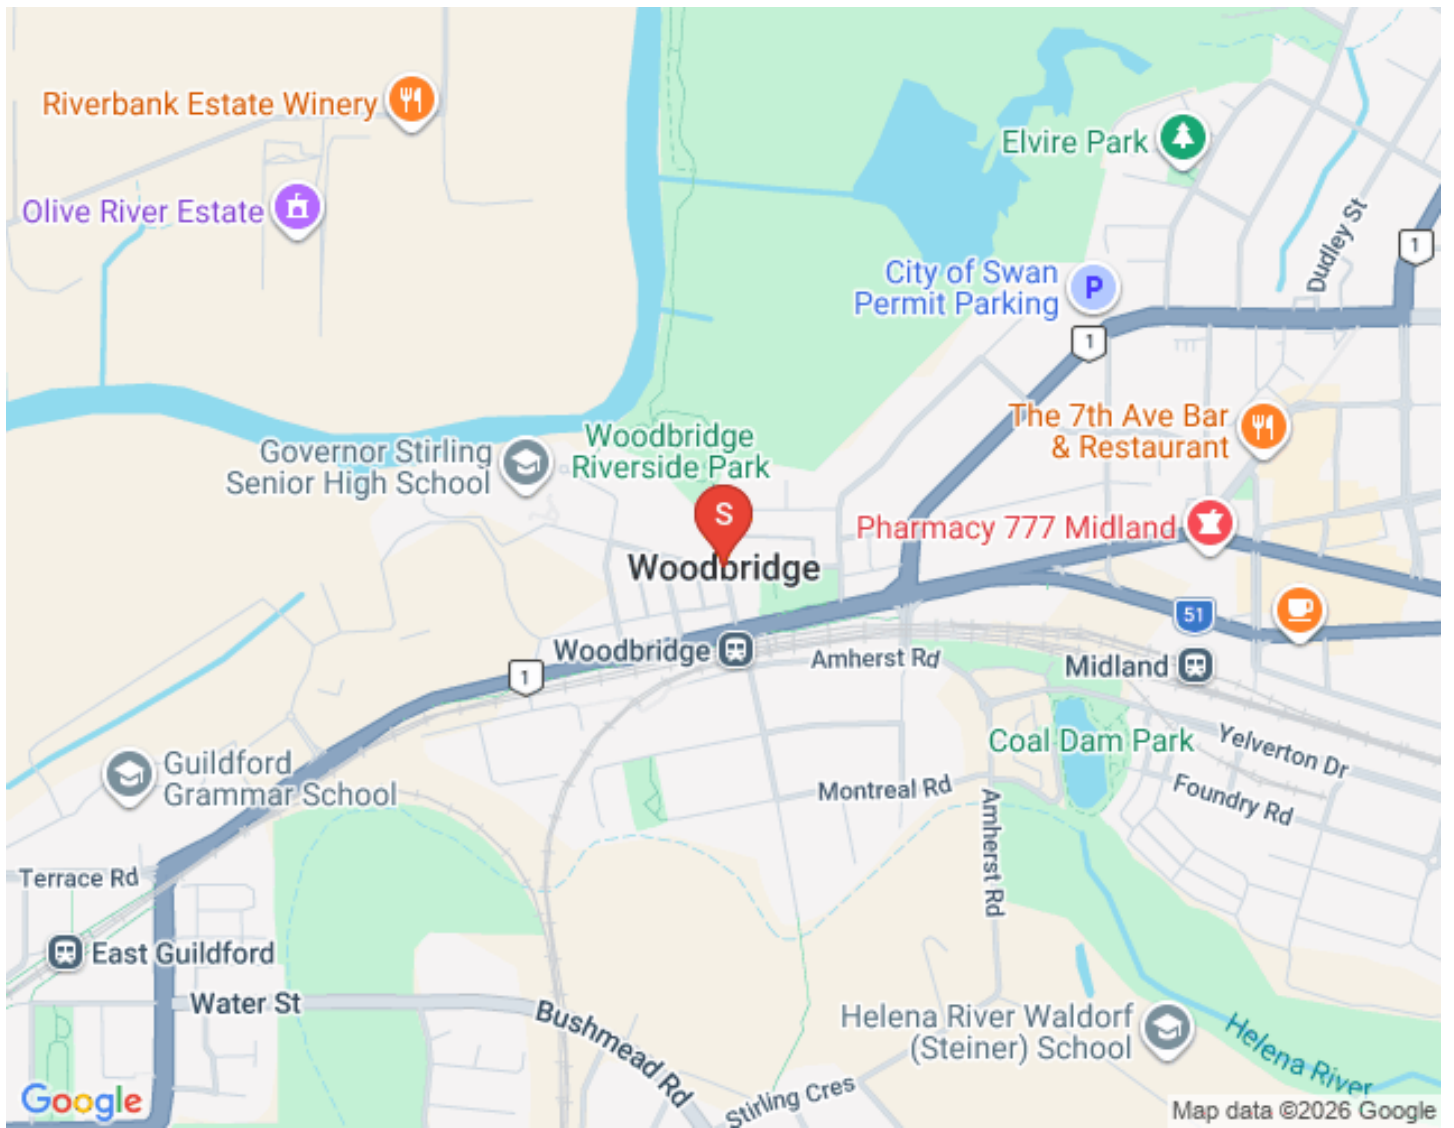 Riverbank Estate Winery
Elvire Park
Olive River Estate
Dudley St
1
City of Swan
Permit Parking
P
1
The 7th Ave Bar
& Restaurant
Woodbridge
Riverside Park
Governor Stirling
Senior High School
S
Pharmacy 777 Midland
Woodbridge
51
Woodbridge
Amherst Rd
Midland
1
Coal Dam Park
Yelverton Dr
Guildford
Grammar School
Montreal Rd
Foundry Rd
Amherst Rd
Terrace Rd
East Guildford
Water St
Bushmead Rd
Helena River Waldorf
(Steiner) School
Helena River
Stirling Cres
Google
Map data ©2026 Google